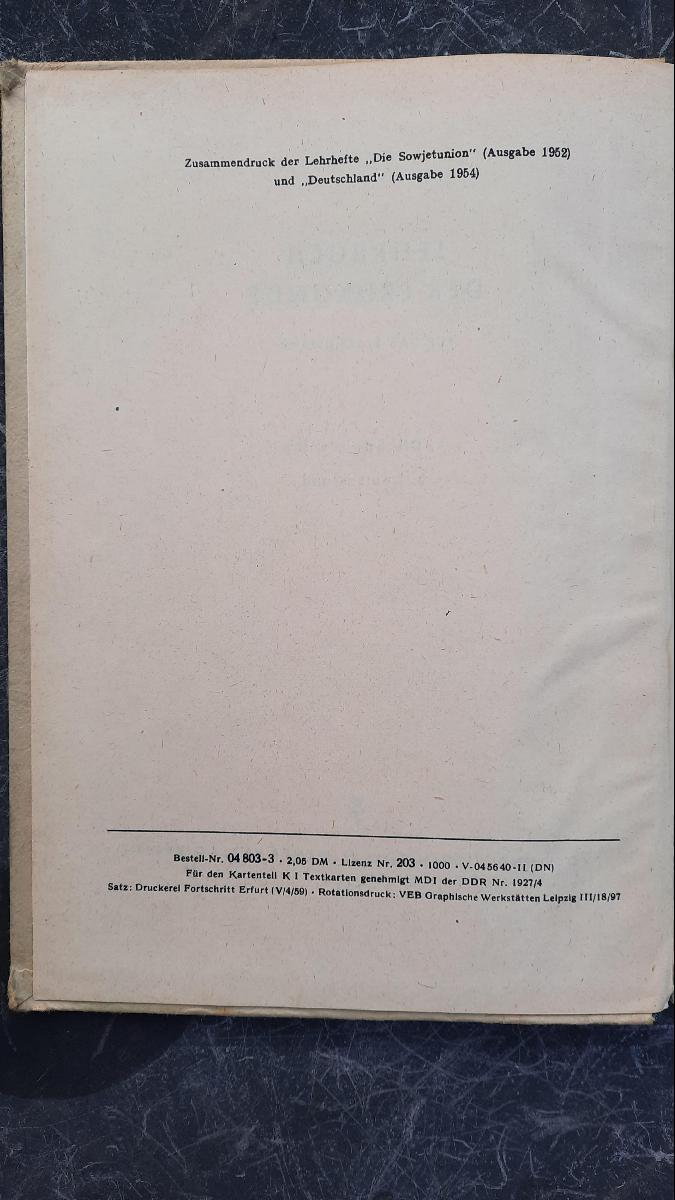 Zusammendruck der Lehrhefte „Die Sowjetunion" (Ausgabe 1952)
und „Deutschland" (Ausgabe 1954)
Bestell-Nr. 04 803-3 · 2,05 DM · Lizenz Nr. 203 · 1000 · V-045640-II (DN)
Für den Kartenteil K I Textkarten genehmigt MDI der DDR Nr. 1927/4
Satz: Druckerei Fortschritt Erfurt (V/4/59) · Rotationsdruck: VEB Graphische Werkstätten Leipzig III/18/97